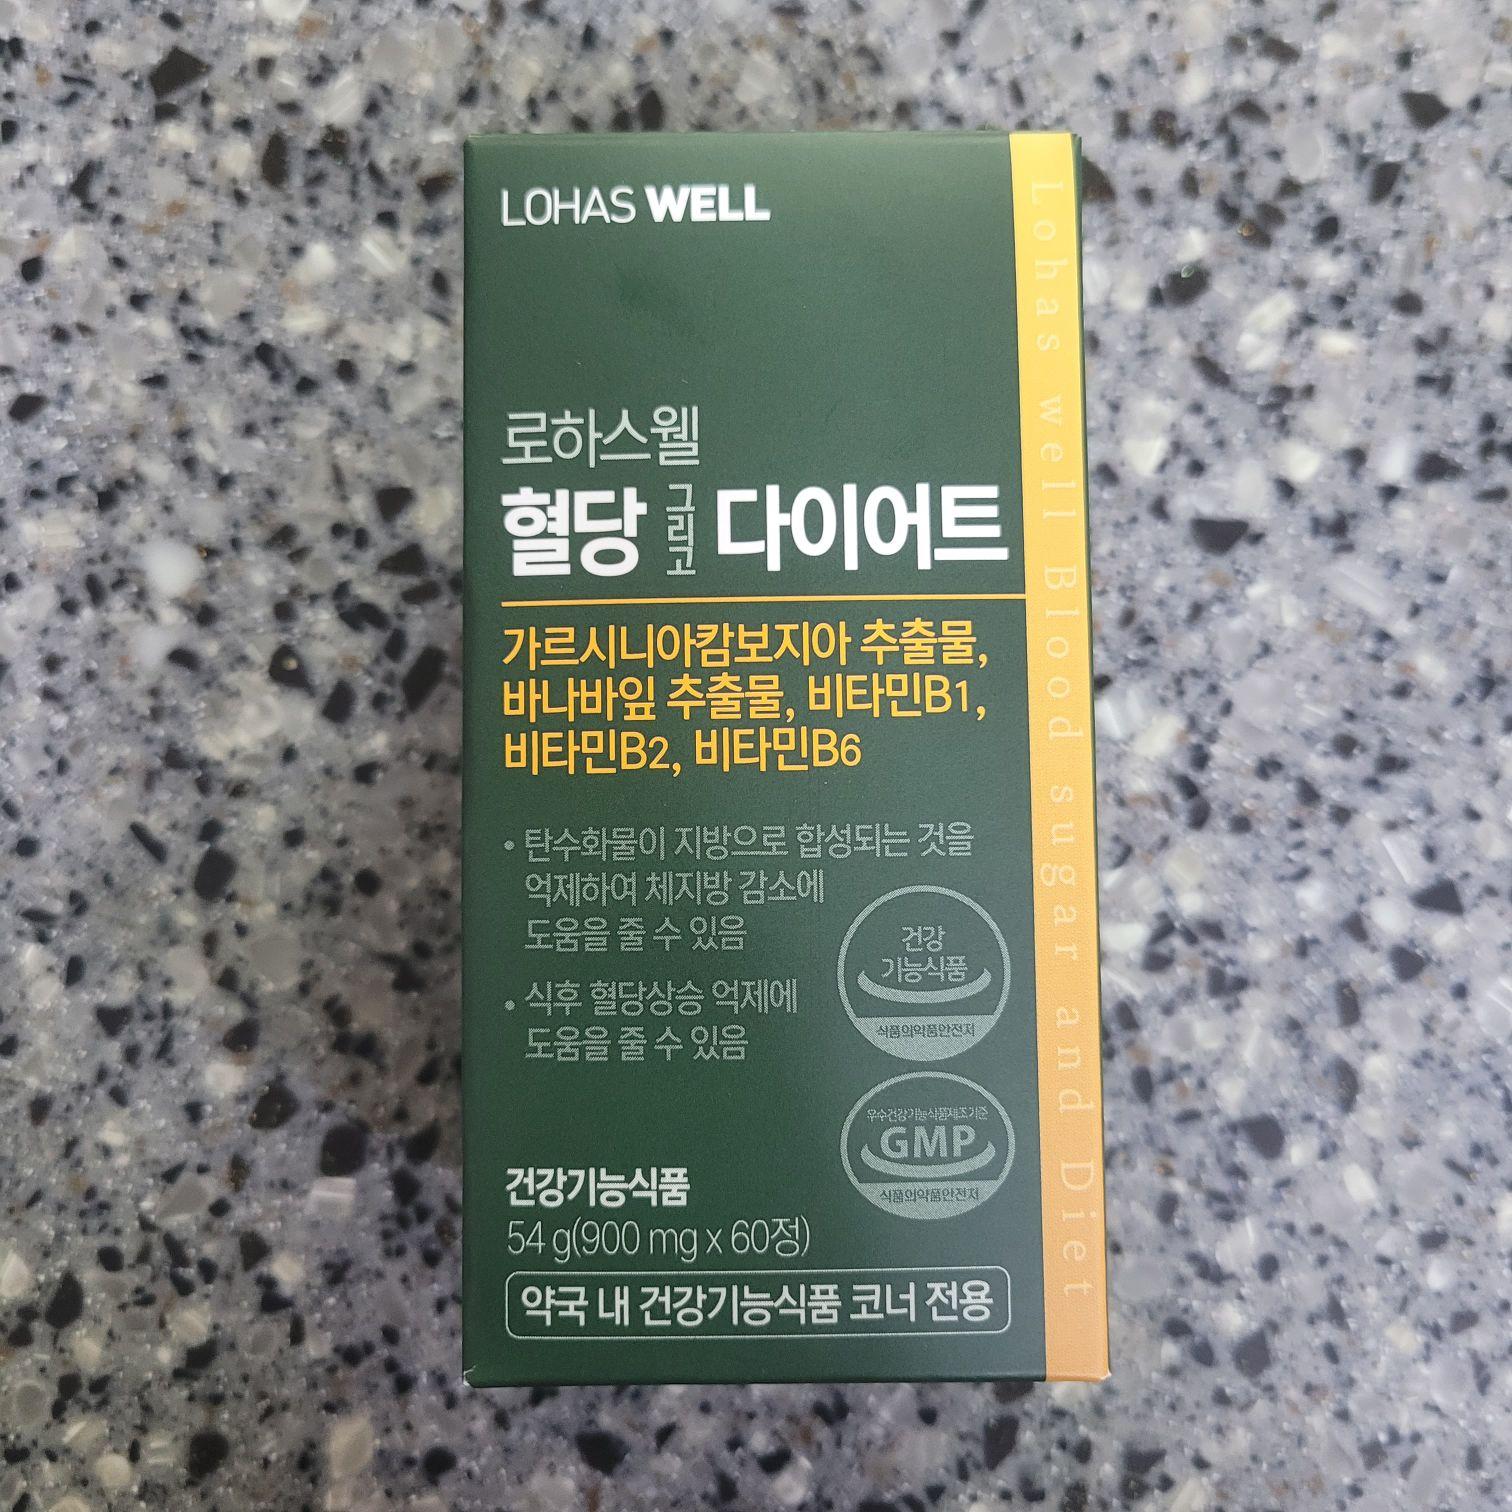 LOHAS WELL
로하스웰
혈당 그리고 다이어트
가르시니아캄보지아 추출물,
바나바잎 추출물, 비타민B1,
비타민B2, 비타민B6
• 탄수화물이 지방으로 합성되는 것을
억제하여 체지방 감소에
도움을 줄 수 있음
• 식후 혈당상승 억제에
도움을 줄 수 있음
건강
기능식품
식품의약품안전처
우수건강기능식품제조기준
GMP
식품의약품안전처
건강기능식품
54 g(900 mg x 60정)
약국 내 건강기능식품 코너 전용
Lohas well Blood sugar and Diet